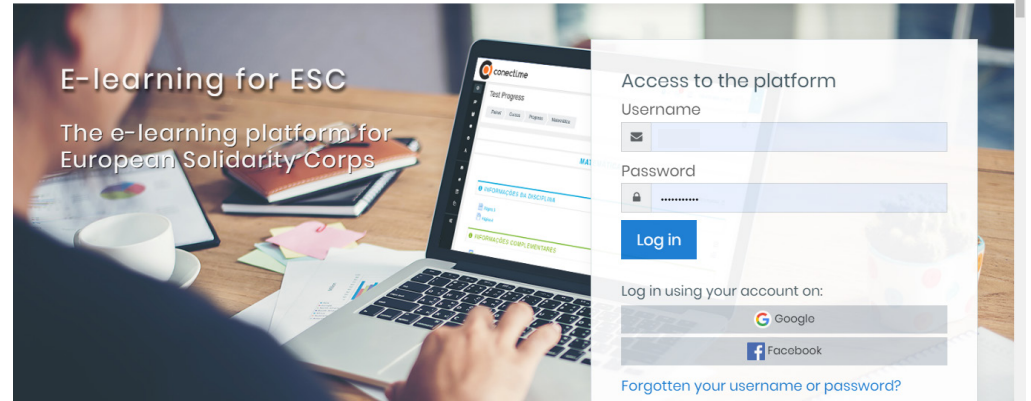 E-learning for ESC
The e-learning platform for
European Solidarity Corps
conecti.me
Test Progress
INFORMAÇÕES DA DISCIPLINA
INFORMAÇÕES COMPLEMENTARES
Access to the platform
Username
Password
Log in
Log in using your account on:
Google
Facebook
Forgotten your username or password?